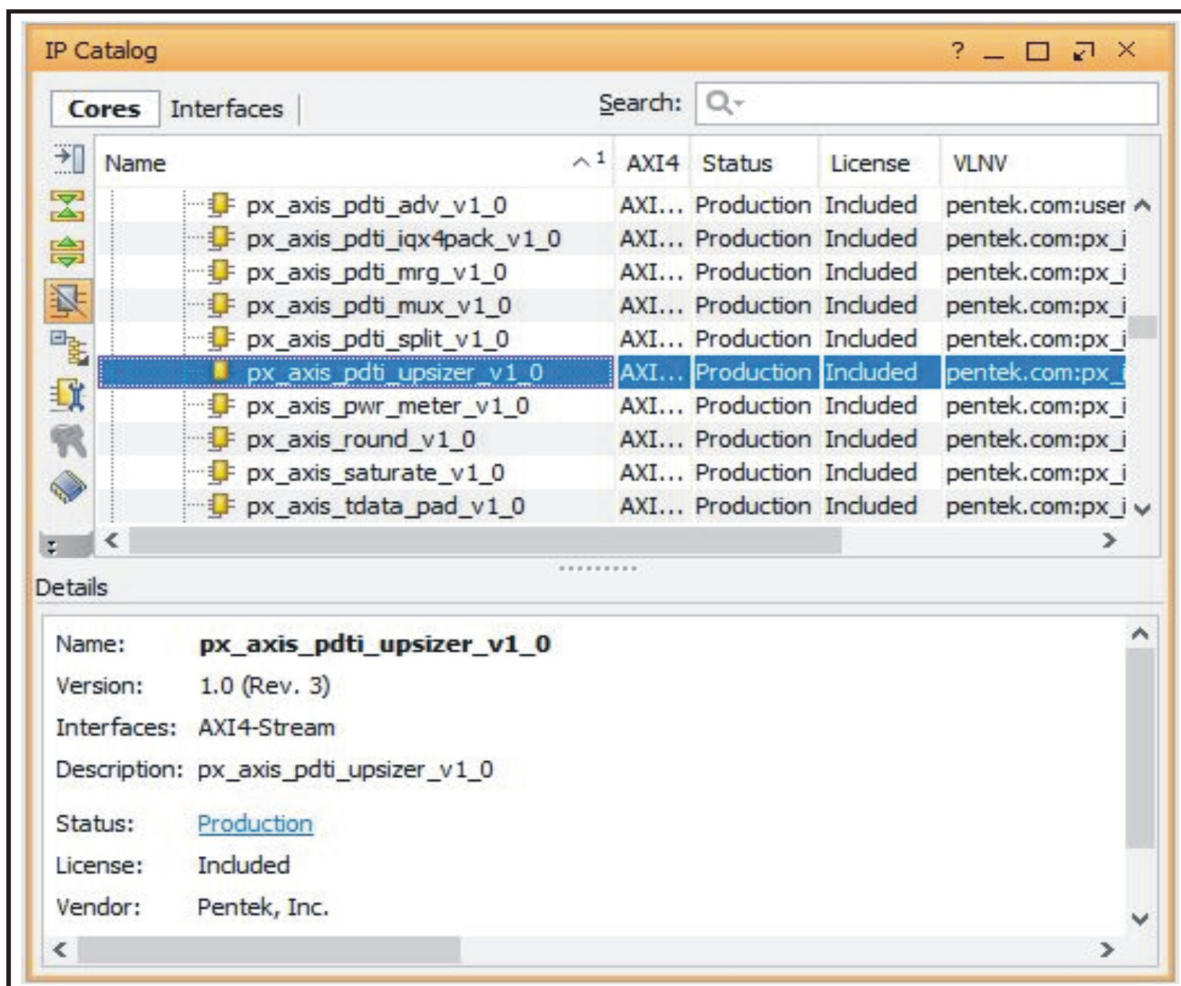 IP Catalog ?
Cores Interfaces Search:
Name 1 AXI4 Status License VLNV
px_axis_pdti_adv_v1_0 AXI... Production Included pentek.com:user
px_axis_pdti_iqx4pack_v1_0 AXI... Production Included pentek.com:px_i
px_axis_pdti_mrg_v1_0 AXI... Production Included pentek.com:px_i
px_axis_pdti_mux_v1_0 AXI... Production Included pentek.com:px_i
px_axis_pdti_split_v1_0 AXI... Production Included pentek.com:px_i
px_axis_pdti_upsizer_v1_0 AXI... Production Included pentek.com:px_i
px_axis_pwr_meter_v1_0 AXI... Production Included pentek.com:px_i
px_axis_round_v1_0 AXI... Production Included pentek.com:px_i
px_axis_saturate_v1_0 AXI... Production Included pentek.com:px_i
px_axis_tdata_pad_v1_0 AXI... Production Included pentek.com:px_i
Details
Name: px_axis_pdti_upsizer_v1_0
Version: 1.0 (Rev. 3)
Interfaces: AXI4-Stream
Description: px_axis_pdti_upsizer_v1_0
Status: Production
License: Included
Vendor: Pentek, Inc.